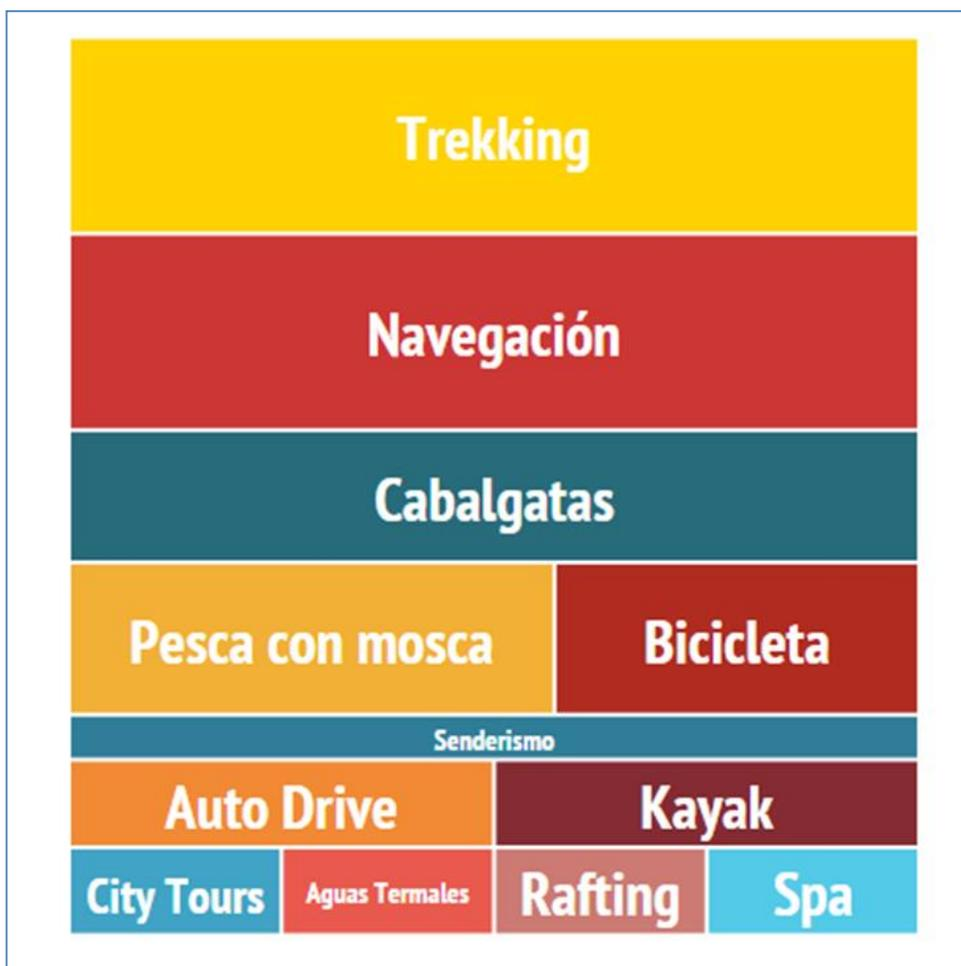 Trekking
Navegación
Cabalgatas
Pesca con mosca
Bicicleta
Senderismo
Auto Drive
Kayak
City Tours
Aguas Termales
Rafting
Spa